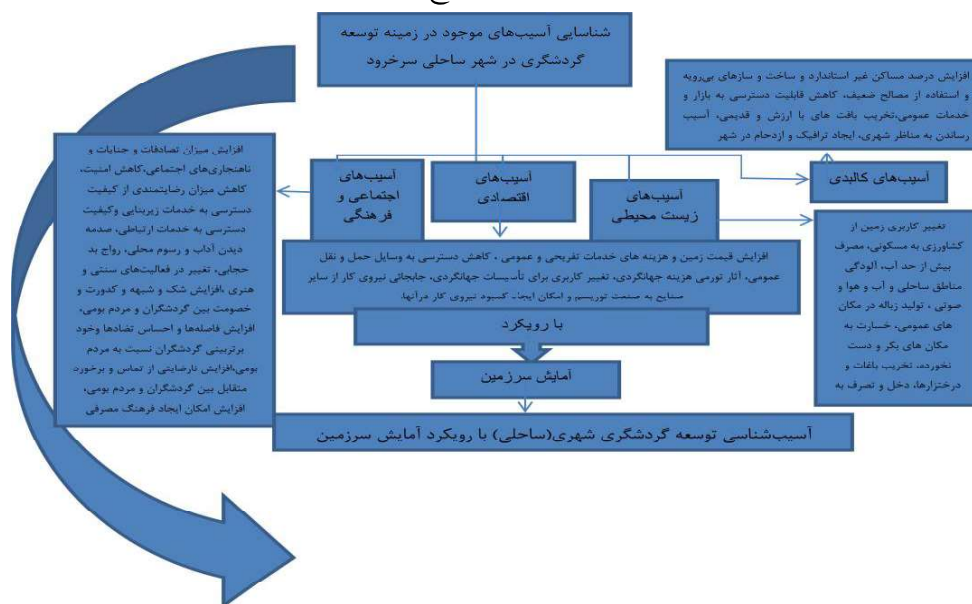 شناسایی آسیب‌های موجود در زمینه توسعه
گردشگری در شهر ساحلی سرخرود
افزایش درصد مساکن غیر استاندارد و ساخت و سازهای بی‌رویه
و استفاده از مصالح ضعیف، کاهش قابلیت دسترسی به بازار و
خدمات عمومی،تخریب بافت های با ارزش و قدیمی، آسیب
رساندن به مناظر شهری، ایجاد ترافیک و ازدحام در شهر
آسیب‌های کالبدی
آسیب‌های
زیست محیطی
آسیب‌های
اقتصادی
آسیب‌های
اجتماعی و
فرهنگی
افزایش میزان تصادفات و جنایات و
ناهنجاری‌های اجتماعی،کاهش امنیت،
کاهش میزان رضایتمندی از کیفیت
دسترسی به خدمات زیربنایی وکیفیت
دسترسی به خدمات ارتباطی، صدمه
دیدن آداب و رسوم محلی، رواج بد
حجابی، تغییر در فعالیت‌های سنتی و
هنری ،افزایش شک و شبهه و کدورت و
خصومت بین گردشگران و مردم بومی،
افزایش فاصله‌ها و احساس تضادها وخود
برتربینی گردشگران نسبت به مردم
بومی،افزایش نارضایتی از تماس و برخورد
متقابل بین گردشگران و مردم بومی،
افزایش امکان ایجاد فرهنگ مصرفی
تغییر کاربری زمین از
کشاورزی به مسکونی، مصرف
بیش از حد آب، آلودگی
مناطق ساحلی و آب و هوا و
صوتی ، تولید زباله در مکان
های عمومی، خسارت به
مکان های بکر و دست
نخورده، تخریب باغات و
درختزارها، دخل و تصرف به
افزایش قیمت زمین و هزینه های خدمات تفریحی و عمومی ، کاهش دسترسی به وسایل حمل و نقل
عمومی، آثار تورمی هزینه جهانگردی، تغییر کاربری برای تأسیسات جهانگردی، جابجائی نیروی کار از سایر
صنایع به صنعت توریسم و امکان ایجاد کمبود نیروی کار درآنها.
با رویکرد
آمایش سرزمین
آسیب‌شناسی توسعه گردشگری شهری(ساحلی) با رویکرد آمایش سرزمین